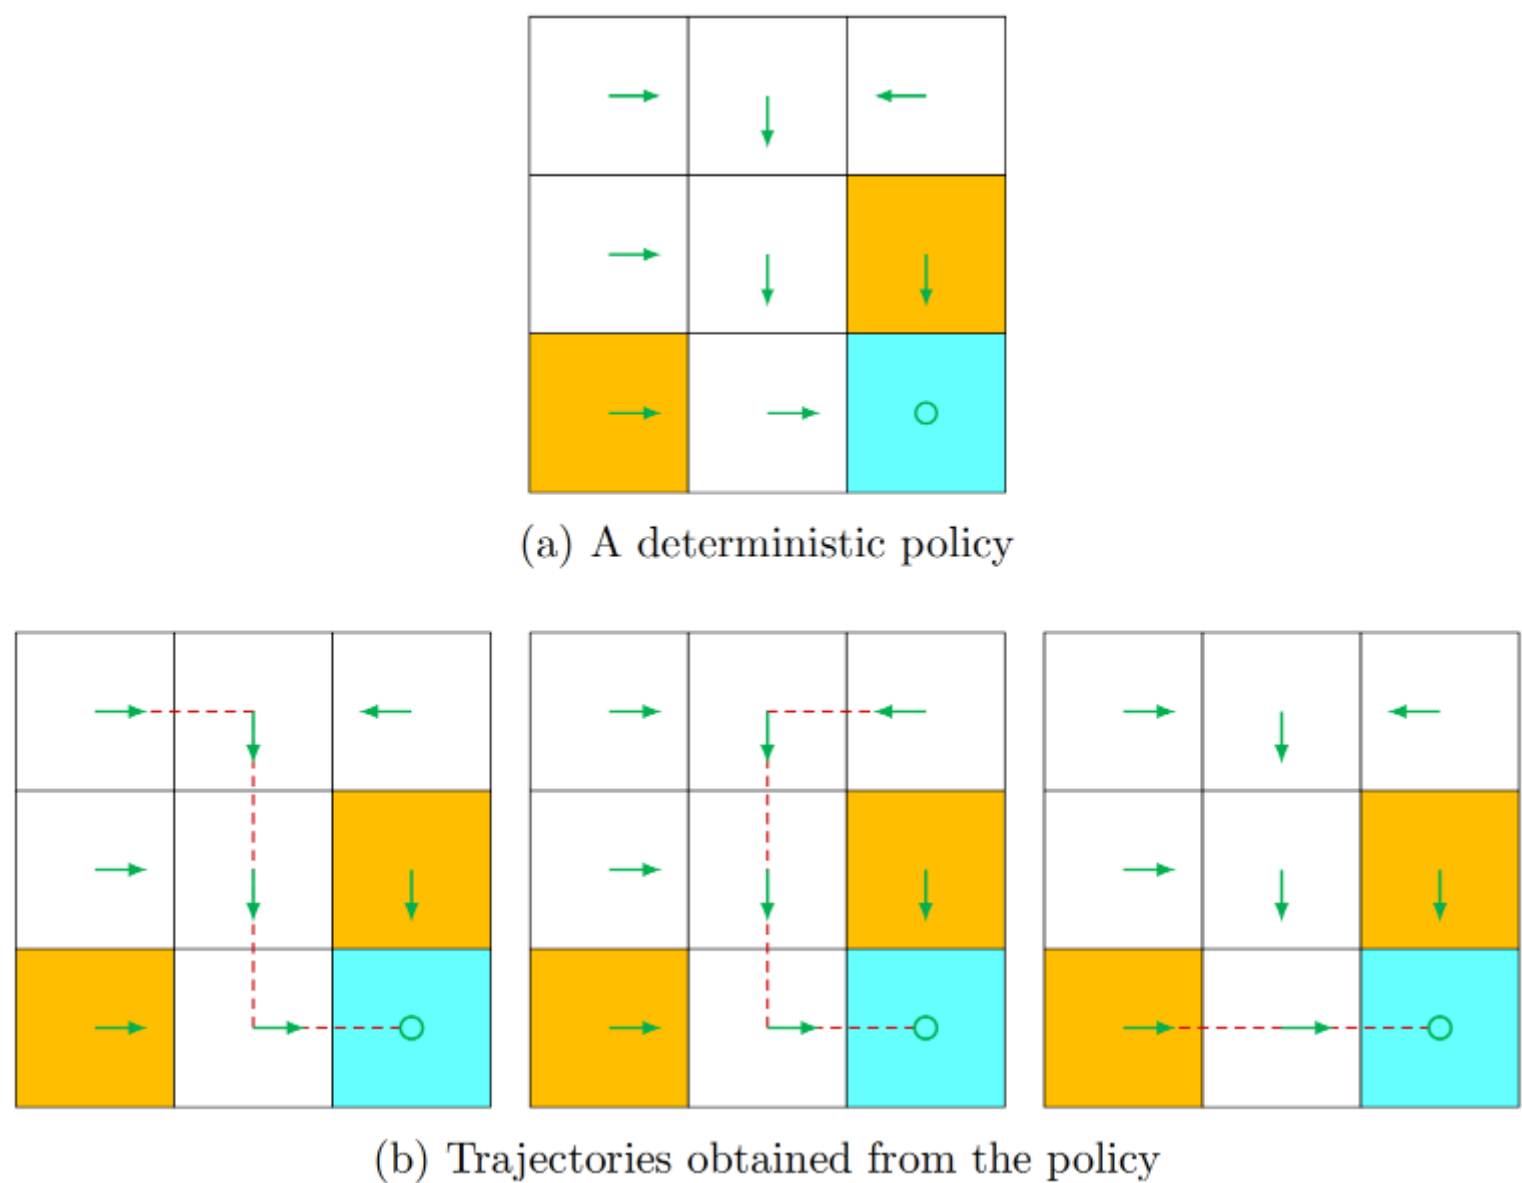 (a) A deterministic policy
(b) Trajectories obtained from the policy